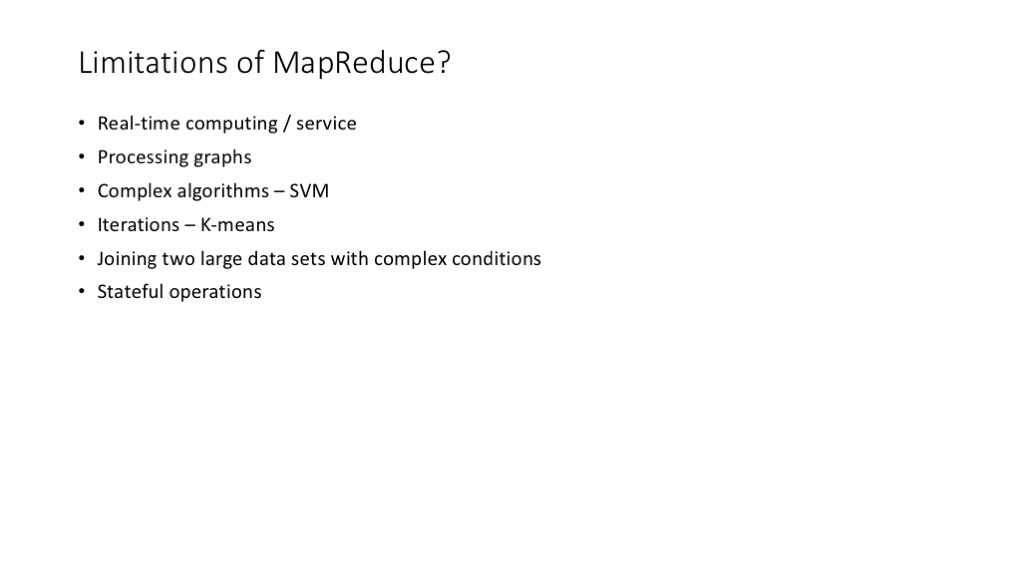 Limitations of MapReduce?
• Real-time computing / service
• Processing graphs
• Complex algorithms – SVM
• Iterations – K-means
• Joining two large data sets with complex conditions
• Stateful operations